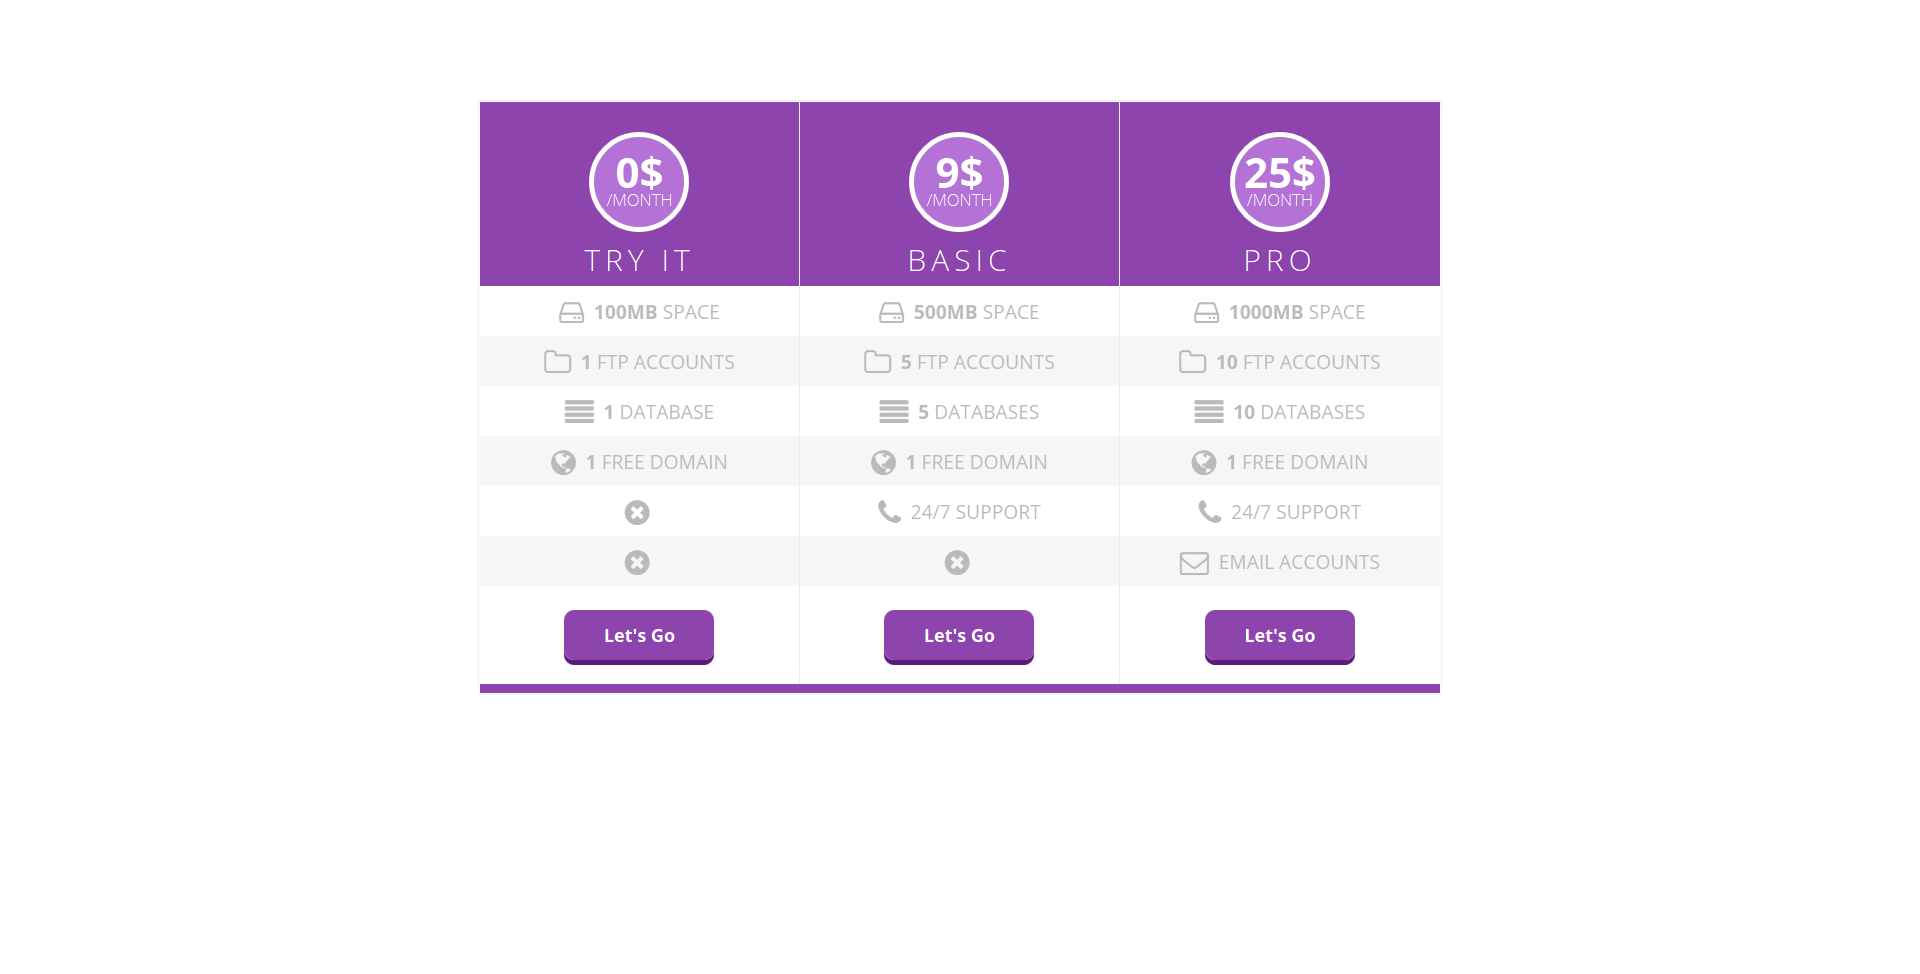 0$
/MONTH
TRY IT
100MB SPACE
1 FTP ACCOUNTS
1 DATABASE
1 FREE DOMAIN
Let's Go
9$
/MONTH
BASIC
500MB SPACE
5 FTP ACCOUNTS
5 DATABASES
1 FREE DOMAIN
24/7 SUPPORT
Let's Go
25$
/MONTH
PRO
1000MB SPACE
10 FTP ACCOUNTS
10 DATABASES
1 FREE DOMAIN
24/7 SUPPORT
EMAIL ACCOUNTS
Let's Go